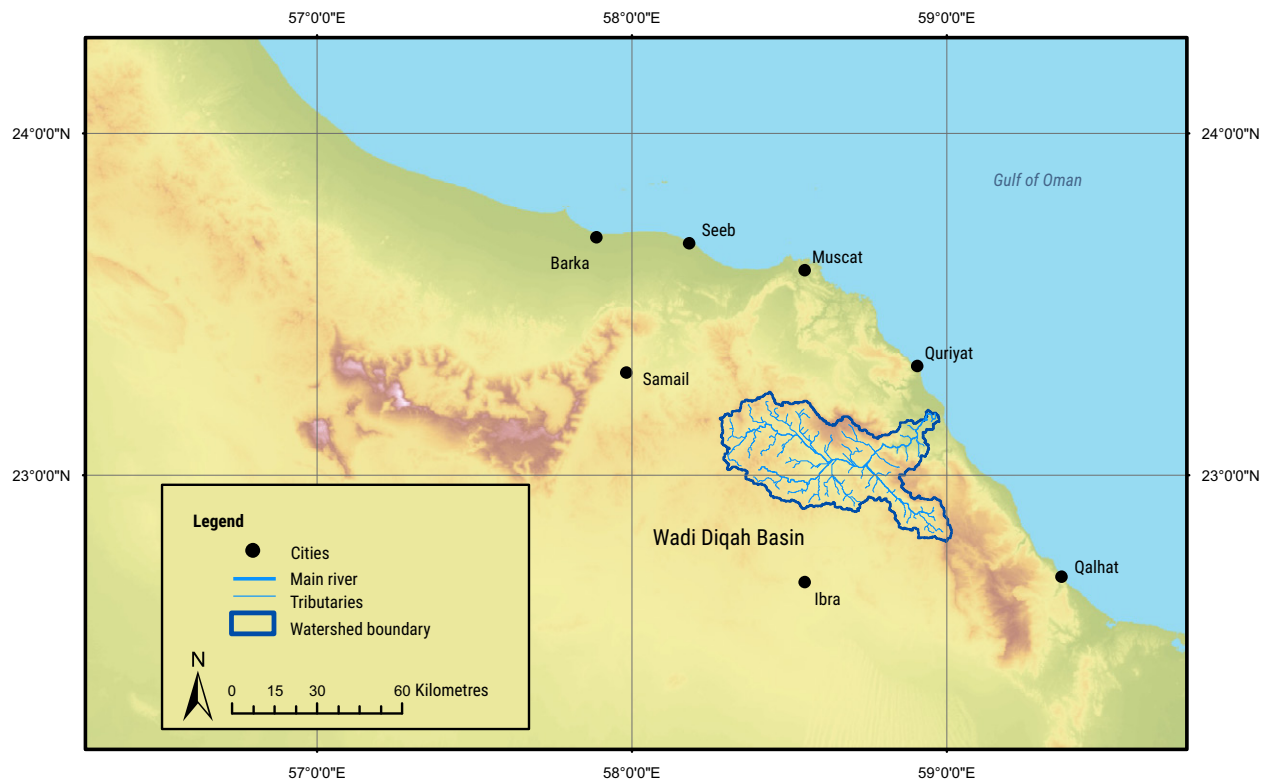 57°0'0"E
58°0'0"E
59°0'0"E
24°0'0"N
24°0'0"N
Gulf of Oman
Seeb
Barka
Muscat
Quriyat
Samail
23°0'0"N
23°0'0"N
Wadi Diqah Basin
Qalhat
Ibra
Legend
Cities
Main river
Tributaries
Watershed boundary
N
0 15 30 60 Kilometres
57°0'0"E
58°0'0"E
59°0'0"E